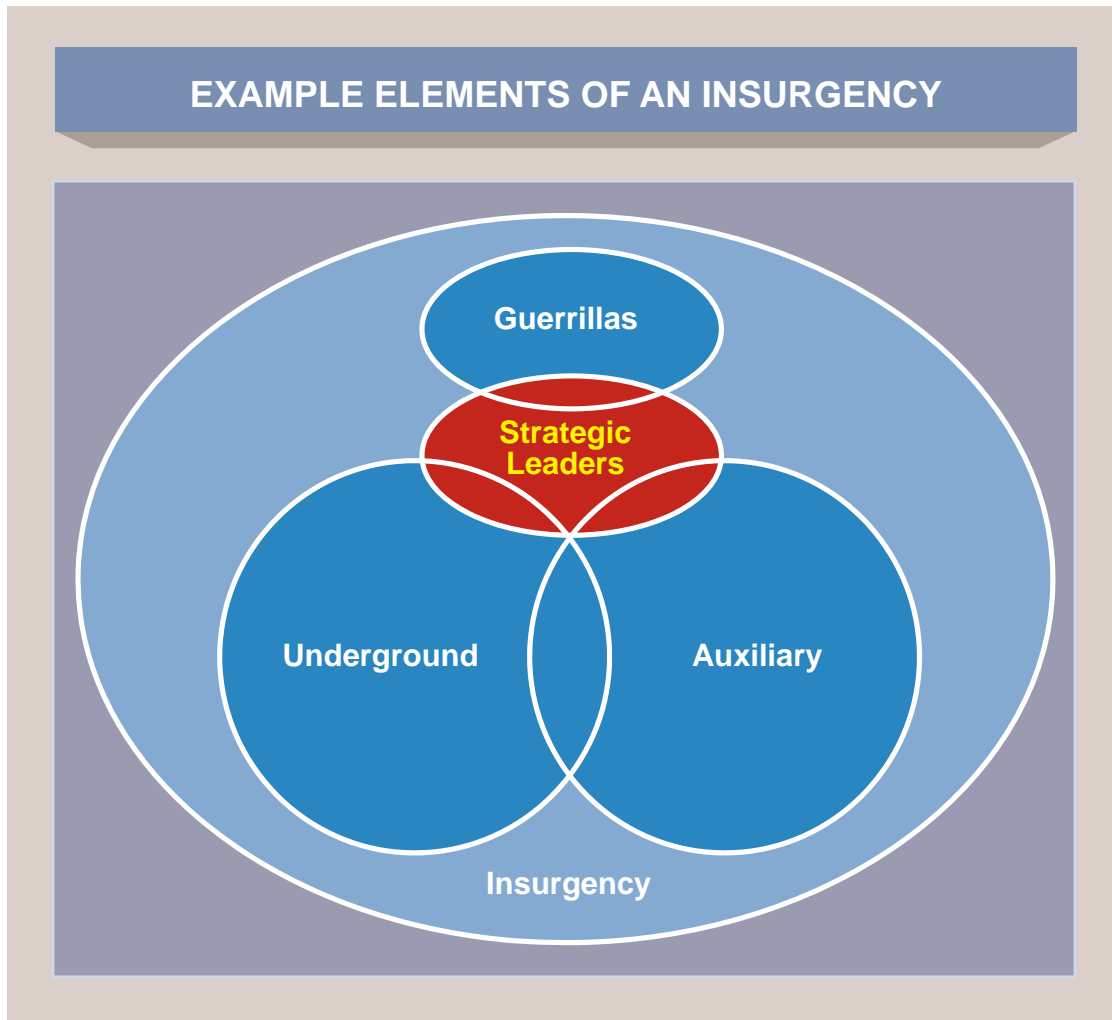 EXAMPLE ELEMENTS OF AN INSURGENCY
Guerrillas
Strategic
Leaders
Underground
Auxiliary
Insurgency